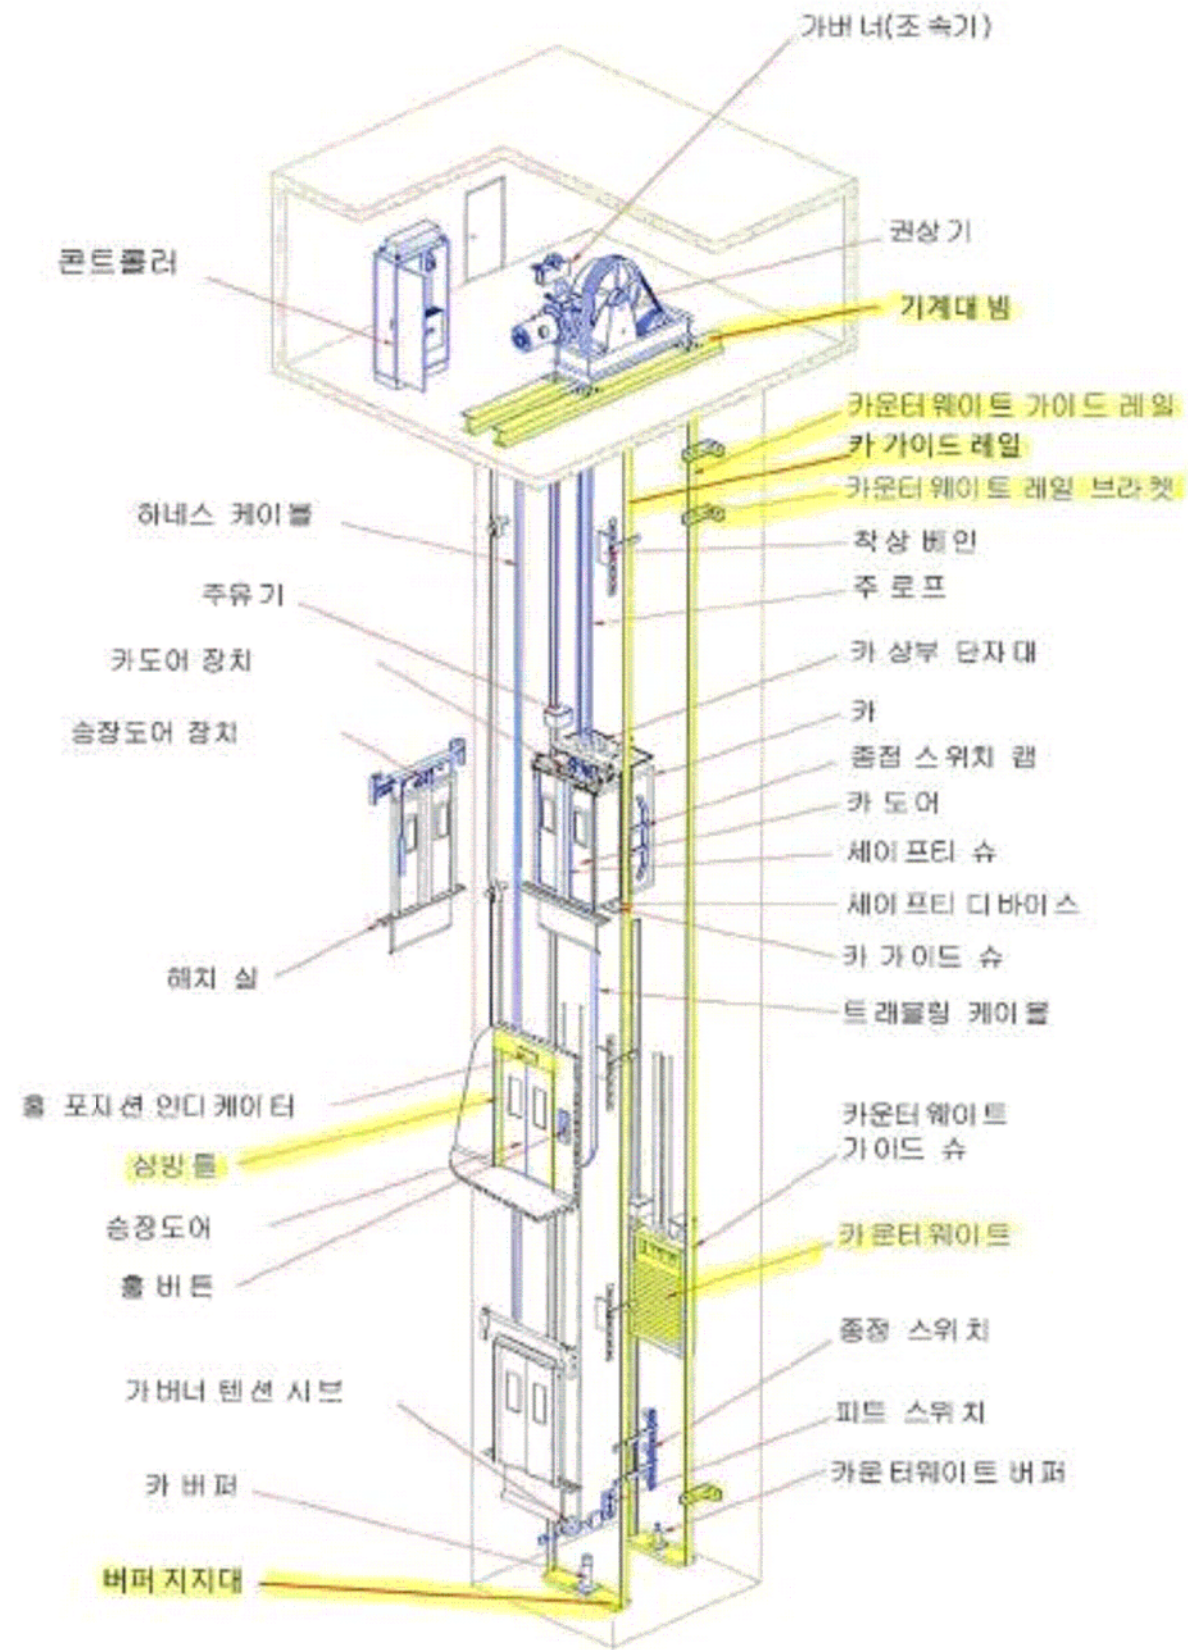 가버너(조속기)
권상기
콘트롤러
기계대 빔
카운터웨이트 가이드 레일
카 가이드 레일
카운터웨이트 레일 브라켓
하네스 케이블
착상 베인
주유기
주 로프
카도어 장치
카 상부 단자대
승장도어 장치
카
종점 스위치 캠
카 도어
세이프티 슈
세이프티 디바이스
해치 실
카 가이드 슈
트래블링 케이블
홀 포지션 인디케이터
카운터웨이트
가이드 슈
삼방틀
승장도어
카운터웨이트
홀 버튼
종점 스위치
가버너 텐션 시브
피트 스위치
카 버퍼
카운터웨이트 버퍼
버퍼지지대